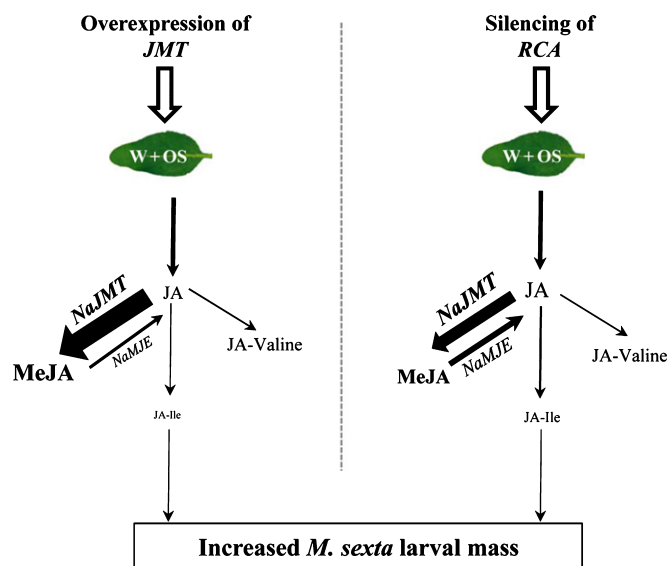 Overexpression of
JMT
W + OS
JA
NaJMT
NaMJE
MeJA
JA-Valine
JA-Ile
Silencing of
RCA
W + OS
JA
NaJMT
NaMJE
MeJA
JA-Valine
JA-Ile
Increased M. sexta larval mass